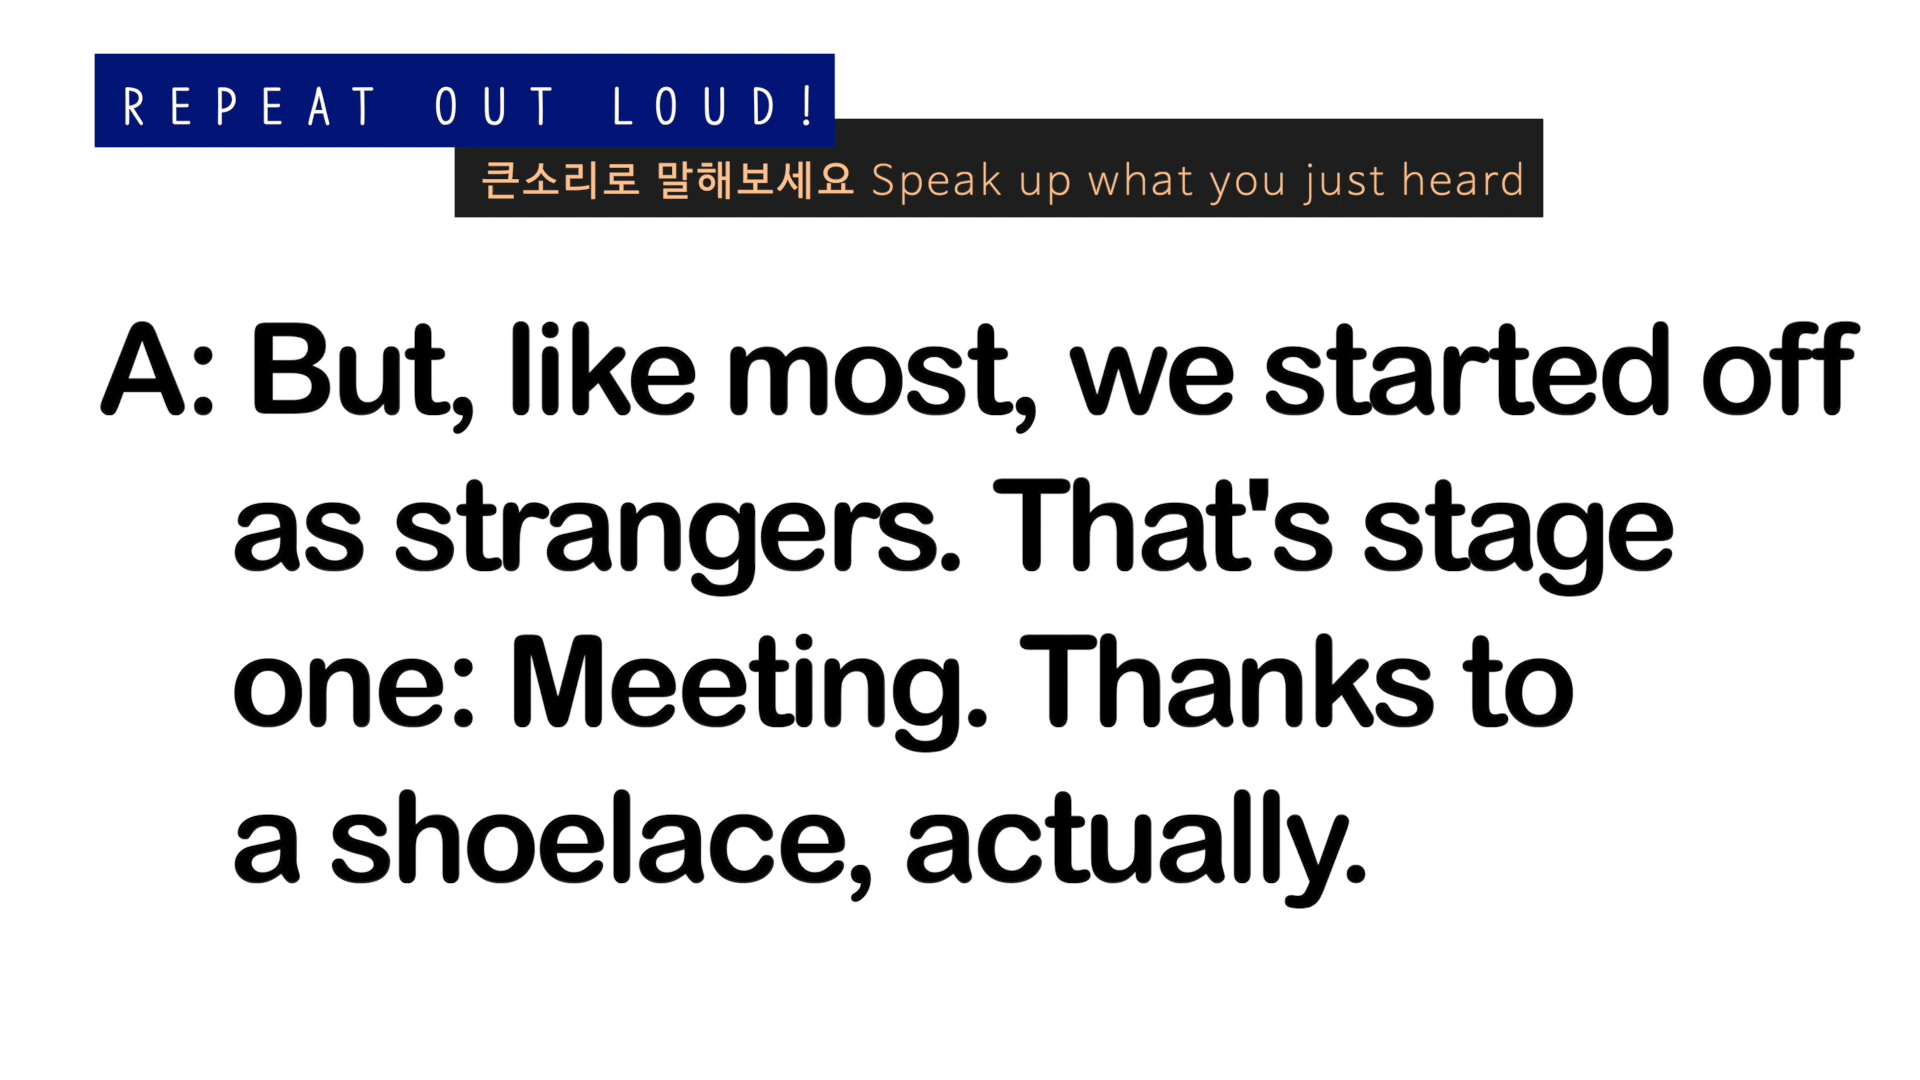 REPEAT OUT LOUD!
큰소리로 말해보세요 Speak up what you just heard
A: But, like most, we started off
as strangers. That's stage
one: Meeting. Thanks to
a shoelace, actually.